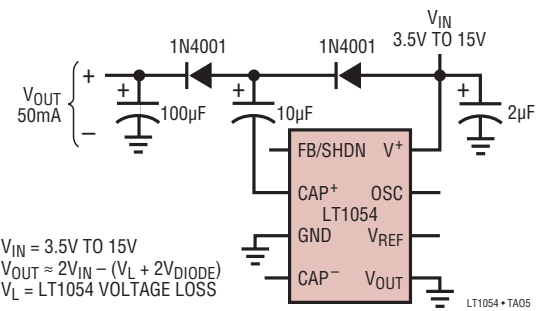 V_IN
3.5V TO 15V
1N4001
1N4001
V_OUT
50mA
+
–
+
100µF
+
10µF
+
2µF
FB/SHDN
V⁺
CAP⁺
OSC
LT1054
GND
V_REF
CAP⁻
V_OUT
V_IN = 3.5V TO 15V
V_OUT ≈ 2V_IN – (V_L + 2V_DIODE)
V_L = LT1054 VOLTAGE LOSS
LT1054 • TA05